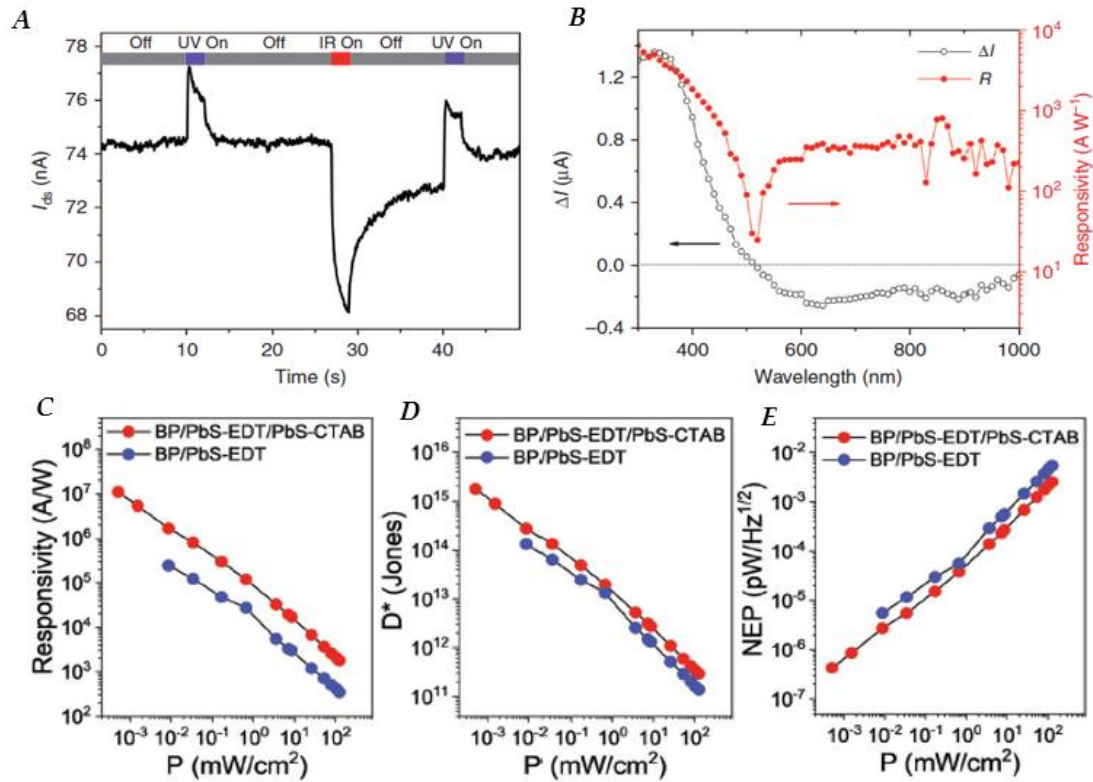 A
Off UV On Off IR On Off UV On
78
76
74
72
70
68
I_ds (nA)
0 10 20 30 40
Time (s)
B
ΔI
R
1.2
0.8
0.4
0.0
−0.4
ΔI (μA)
10^4
10^3
10^2
10^1
Responsivity (A W^−1)
400 600 800 1000
Wavelength (nm)
C
BP/PbS-EDT/PbS-CTAB
BP/PbS-EDT
10^8
10^7
10^6
10^5
10^4
10^3
10^2
Responsivity (A/W)
10^-3 10^-2 10^-1 10^0 10^1 10^2
P (mW/cm^2)
D
BP/PbS-EDT/PbS-CTAB
BP/PbS-EDT
10^16
10^15
10^14
10^13
10^12
10^11
D* (Jones)
10^-3 10^-2 10^-1 10^0 10^1 10^2
P (mW/cm^2)
E
BP/PbS-EDT/PbS-CTAB
BP/PbS-EDT
10^-2
10^-3
10^-4
10^-5
10^-6
10^-7
NEP (pW/Hz^1/2)
10^-3 10^-2 10^-1 10^0 10^1 10^2
P (mW/cm^2)